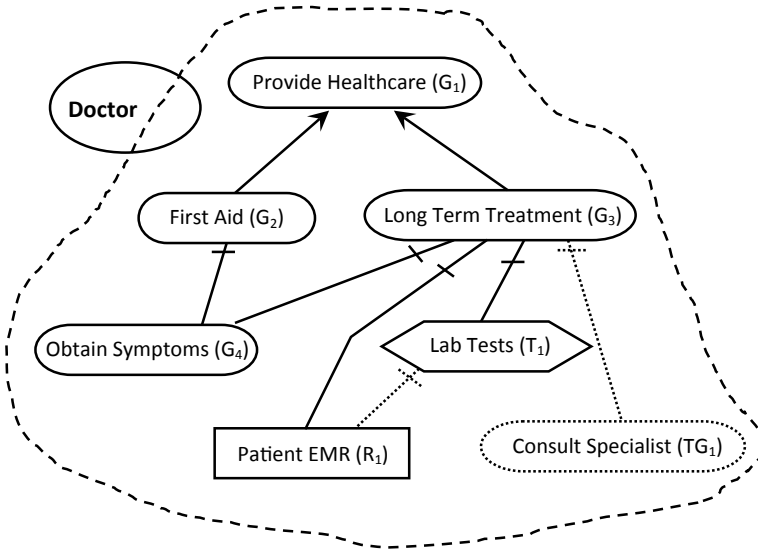 Provide Healthcare (G₁)
Doctor
First Aid (G₂)
Long Term Treatment (G₃)
Obtain Symptoms (G₄)
Lab Tests (T₁)
Patient EMR (R₁)
Consult Specialist (TG₁)